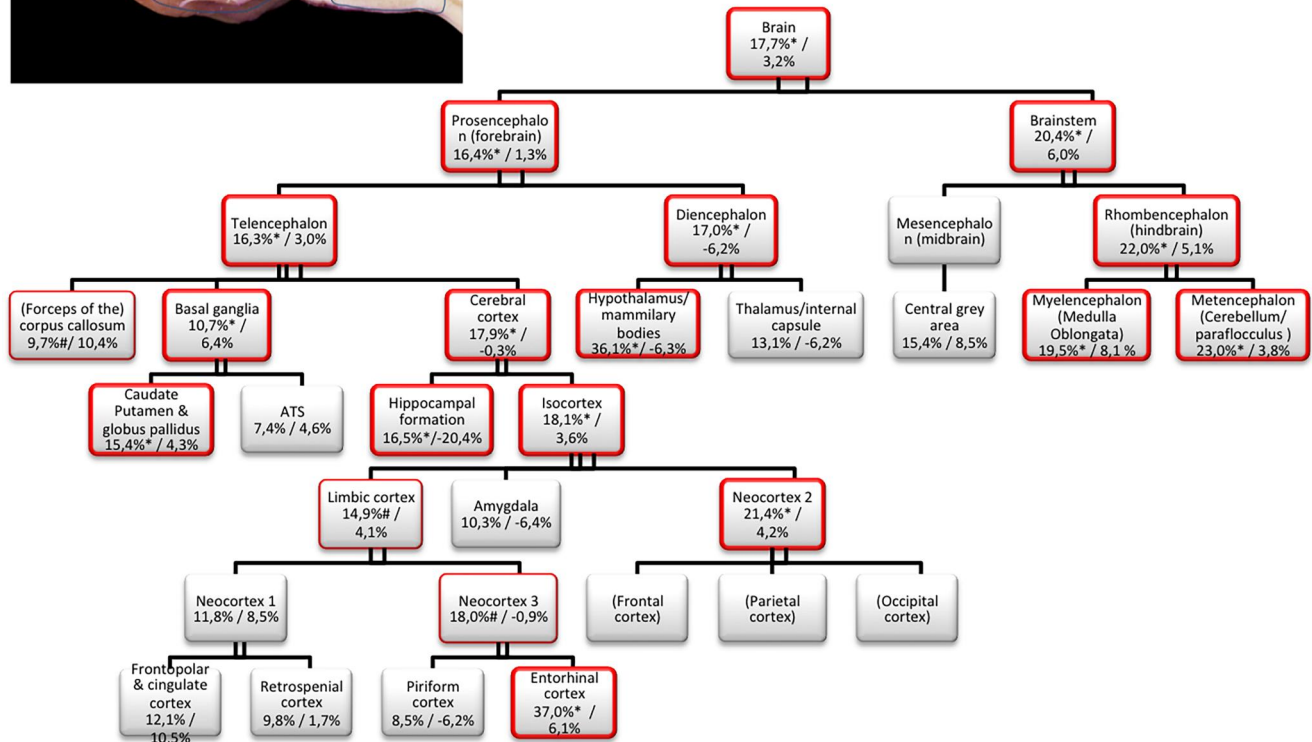 Brain
17,7%* /
3,2%
Prosencephalo
n (forebrain)
16,4%* / 1,3%
Brainstem
20,4%* /
6,0%
Telencephalon
16,3%* / 3,0%
Diencephalon
17,0%* /
-6,2%
Mesencephalo
n (midbrain)
Rhombencephalon
(hindbrain)
22,0%* / 5,1%
(Forceps of the)
corpus callosum
9,7%#/ 10,4%
Basal ganglia
10,7%* /
6,4%
Cerebral
cortex
17,9%* /
-0,3%
Hypothalamus/
mammilary
bodies
36,1%*/ -6,3%
Thalamus/internal
capsule
13,1% / -6,2%
Central grey
area
15,4% / 8,5%
Myelencephalon
(Medulla
Oblongata)
19,5%* / 8,1 %
Metencephalon
(Cerebellum/
paraflocculus )
23,0%* / 3,8%
Caudate
Putamen &
globus pallidus
15,4%* / 4,3%
ATS
7,4% / 4,6%
Hippocampal
formation
16,5%*/-20,4%
Isocortex
18,1%* /
3,6%
Limbic cortex
14,9%# /
4,1%
Amygdala
10,3% / -6,4%
Neocortex 2
21,4%* /
4,2%
Neocortex 1
11,8% / 8,5%
Neocortex 3
18,0%# / -0,9%
(Frontal
cortex)
(Parietal
cortex)
(Occipital
cortex)
Frontopolar
& cingulate
cortex
12,1% /
10,5%
Retrospenial
cortex
9,8% / 1,7%
Piriform
cortex
8,5% / -6,2%
Entorhinal
cortex
37,0%* /
6,1%